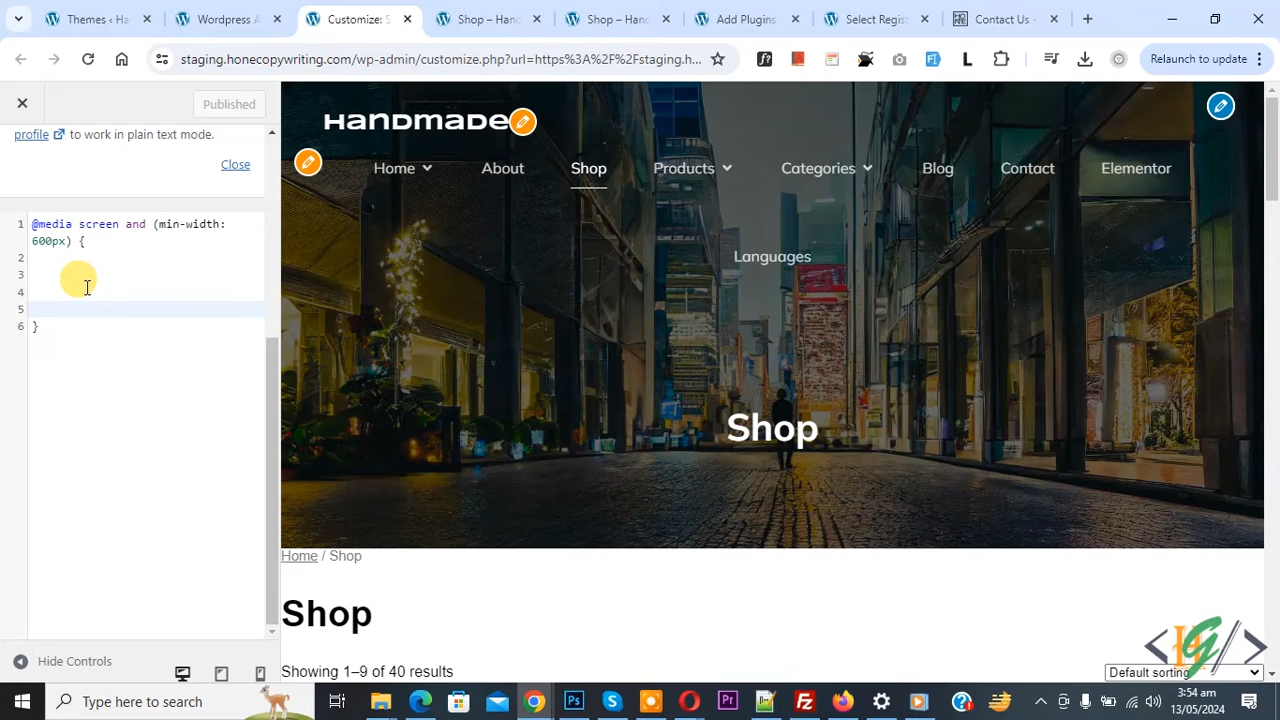 Themes ‹ Ha
Wordpress A
Customize: S
Shop – Hand
Shop – Hand
Add Plugins
Select Regist
Contact Us -
staging.honecopywriting.com/wp-admin/customize.php?url=https%3A%2F%2Fstaging.h...
Relaunch to update
Published
profile to work in plain text mode.
Close
1 @media screen and (min-width:
600px) {
2
3
4
5
6 }
Hide Controls
HANDMADE
Home
About
Shop
Products
Categories
Blog
Contact
Elementor
Languages
Shop
Home / Shop
Shop
Showing 1–9 of 40 results
Default sorting
Type here to search
3:54 am
13/05/2024